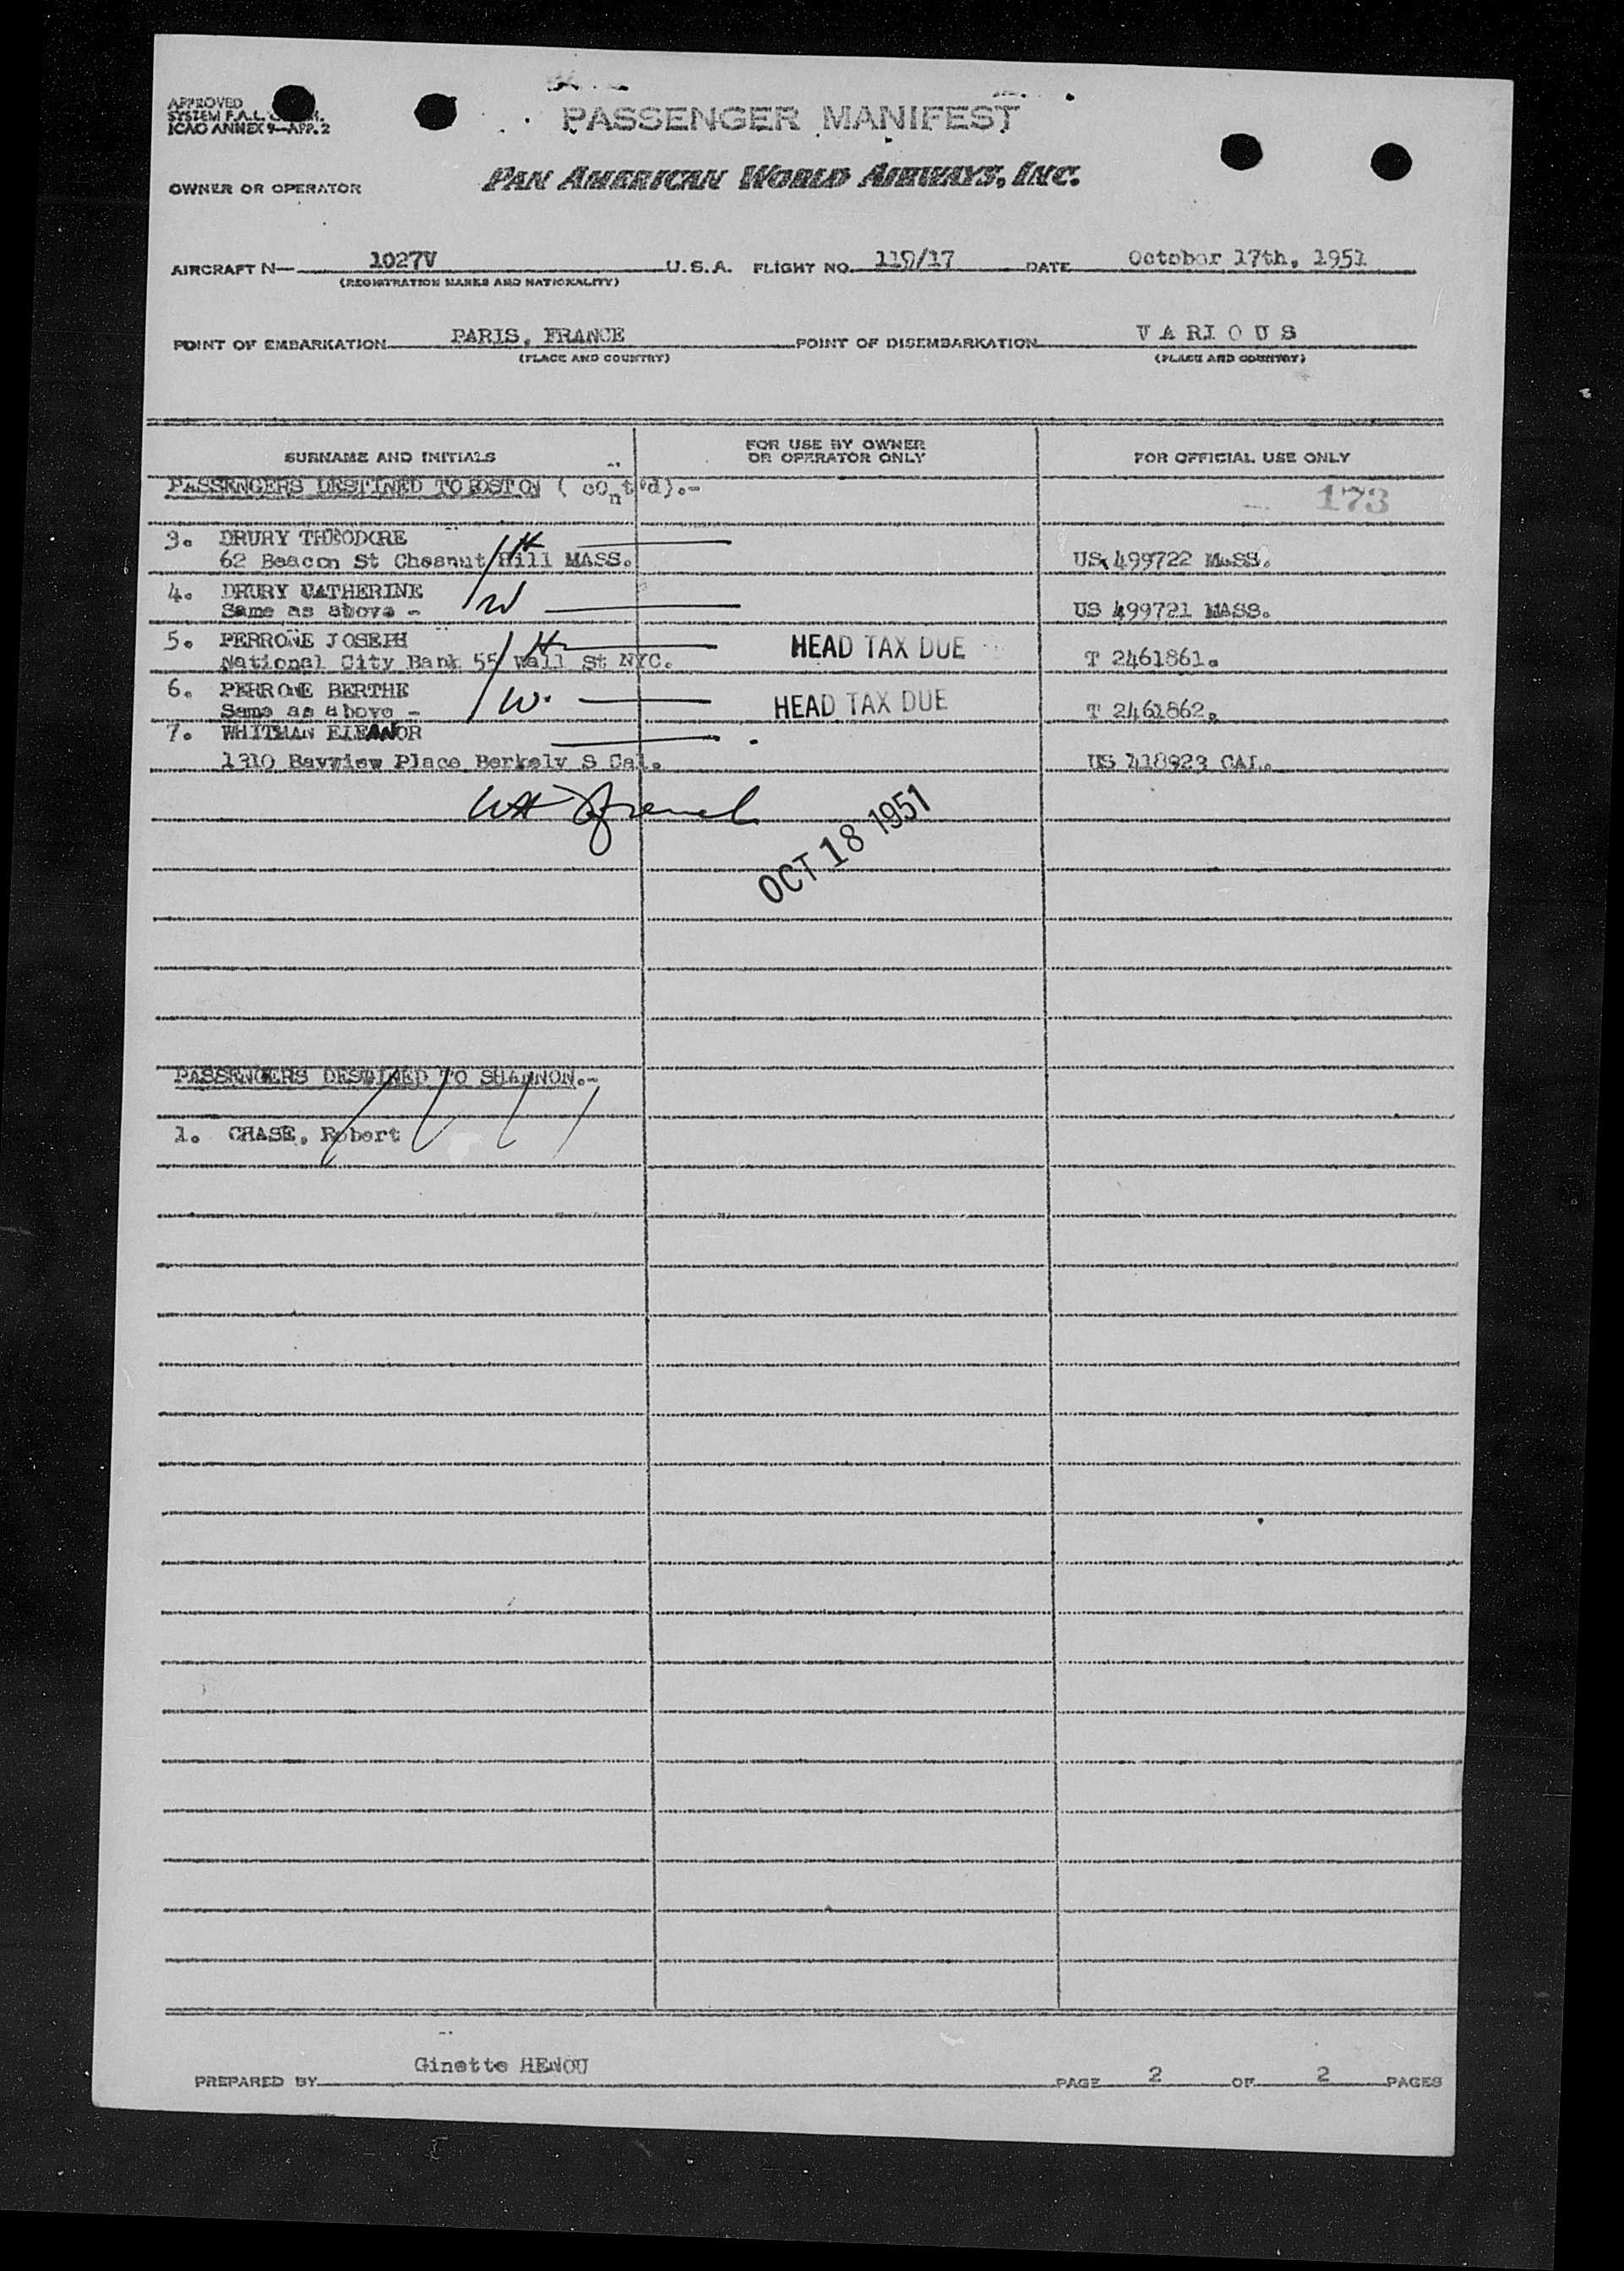 APPROVED
SYSTEM F.A.L.
ICAO ANNEX 9—APP. 2
PASSENGER MANIFEST
OWNER OR OPERATOR
PAN AMERICAN WORLD AIRWAYS, INC.
AIRCRAFT N— 1027V U.S.A. FLIGHT NO. 119/17 DATE October 17th, 1951
(REGISTRATION MARKS AND NATIONALITY)
POINT OF EMBARKATION PARIS, FRANCE POINT OF DISEMBARKATION V A R I O U S
(PLACE AND COUNTRY) (PLACE AND COUNTRY)
SURNAME AND INITIALS FOR USE BY OWNER OR OPERATOR ONLY FOR OFFICIAL USE ONLY
PASSENGERS DESTINED TO BOSTON ( cont'd).-
173
3. DRURY THEODORE H
62 Beacon St Chesnut Hill MASS. US 499722 MASS.
4. DRURY CATHERINE W
Same as above - US 499721 MASS.
5. PERRONE JOSEPH H HEAD TAX DUE
National City Bank 55 Wall St NYC. T 2461861.
6. PERRONE BERTHE W. HEAD TAX DUE
Same as above - T 2461862.
7. WHITMAN ELEANOR
1310 Bayview Place Berkely S Cal. US 418923 CAL.
OCT 18 1951
PASSENGERS DESTINED TO SHANNON.-
1. CHASE, Robert
PREPARED BY Ginette HENOU PAGE 2 OF 2 PAGES